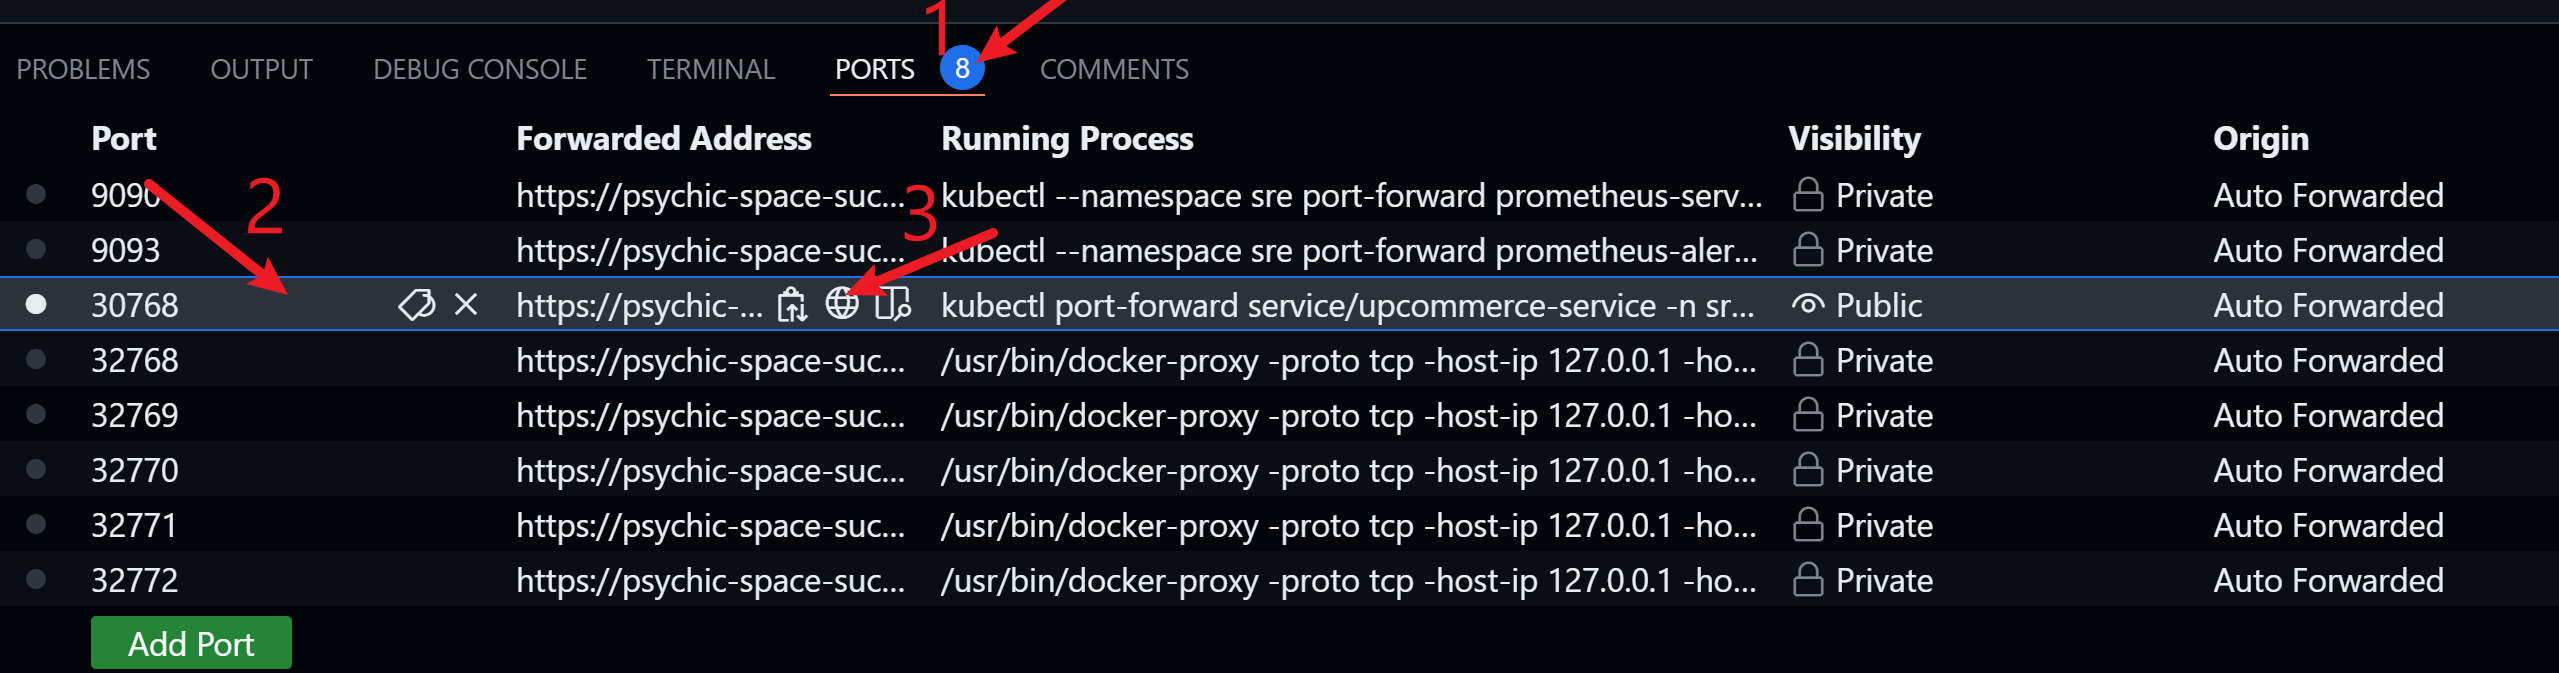 1
PROBLEMS OUTPUT DEBUG CONSOLE TERMINAL PORTS 8 COMMENTS
Port Forwarded Address Running Process Visibility Origin
9090 https://psychic-space-suc... kubectl --namespace sre port-forward prometheus-serv... Private Auto Forwarded
2 3
9093 https://psychic-space-suc... kubectl --namespace sre port-forward prometheus-aler... Private Auto Forwarded
30768 https://psychic-... kubectl port-forward service/upcommerce-service -n sr... Public Auto Forwarded
32768 https://psychic-space-suc... /usr/bin/docker-proxy -proto tcp -host-ip 127.0.0.1 -ho... Private Auto Forwarded
32769 https://psychic-space-suc... /usr/bin/docker-proxy -proto tcp -host-ip 127.0.0.1 -ho... Private Auto Forwarded
32770 https://psychic-space-suc... /usr/bin/docker-proxy -proto tcp -host-ip 127.0.0.1 -ho... Private Auto Forwarded
32771 https://psychic-space-suc... /usr/bin/docker-proxy -proto tcp -host-ip 127.0.0.1 -ho... Private Auto Forwarded
32772 https://psychic-space-suc... /usr/bin/docker-proxy -proto tcp -host-ip 127.0.0.1 -ho... Private Auto Forwarded
Add Port